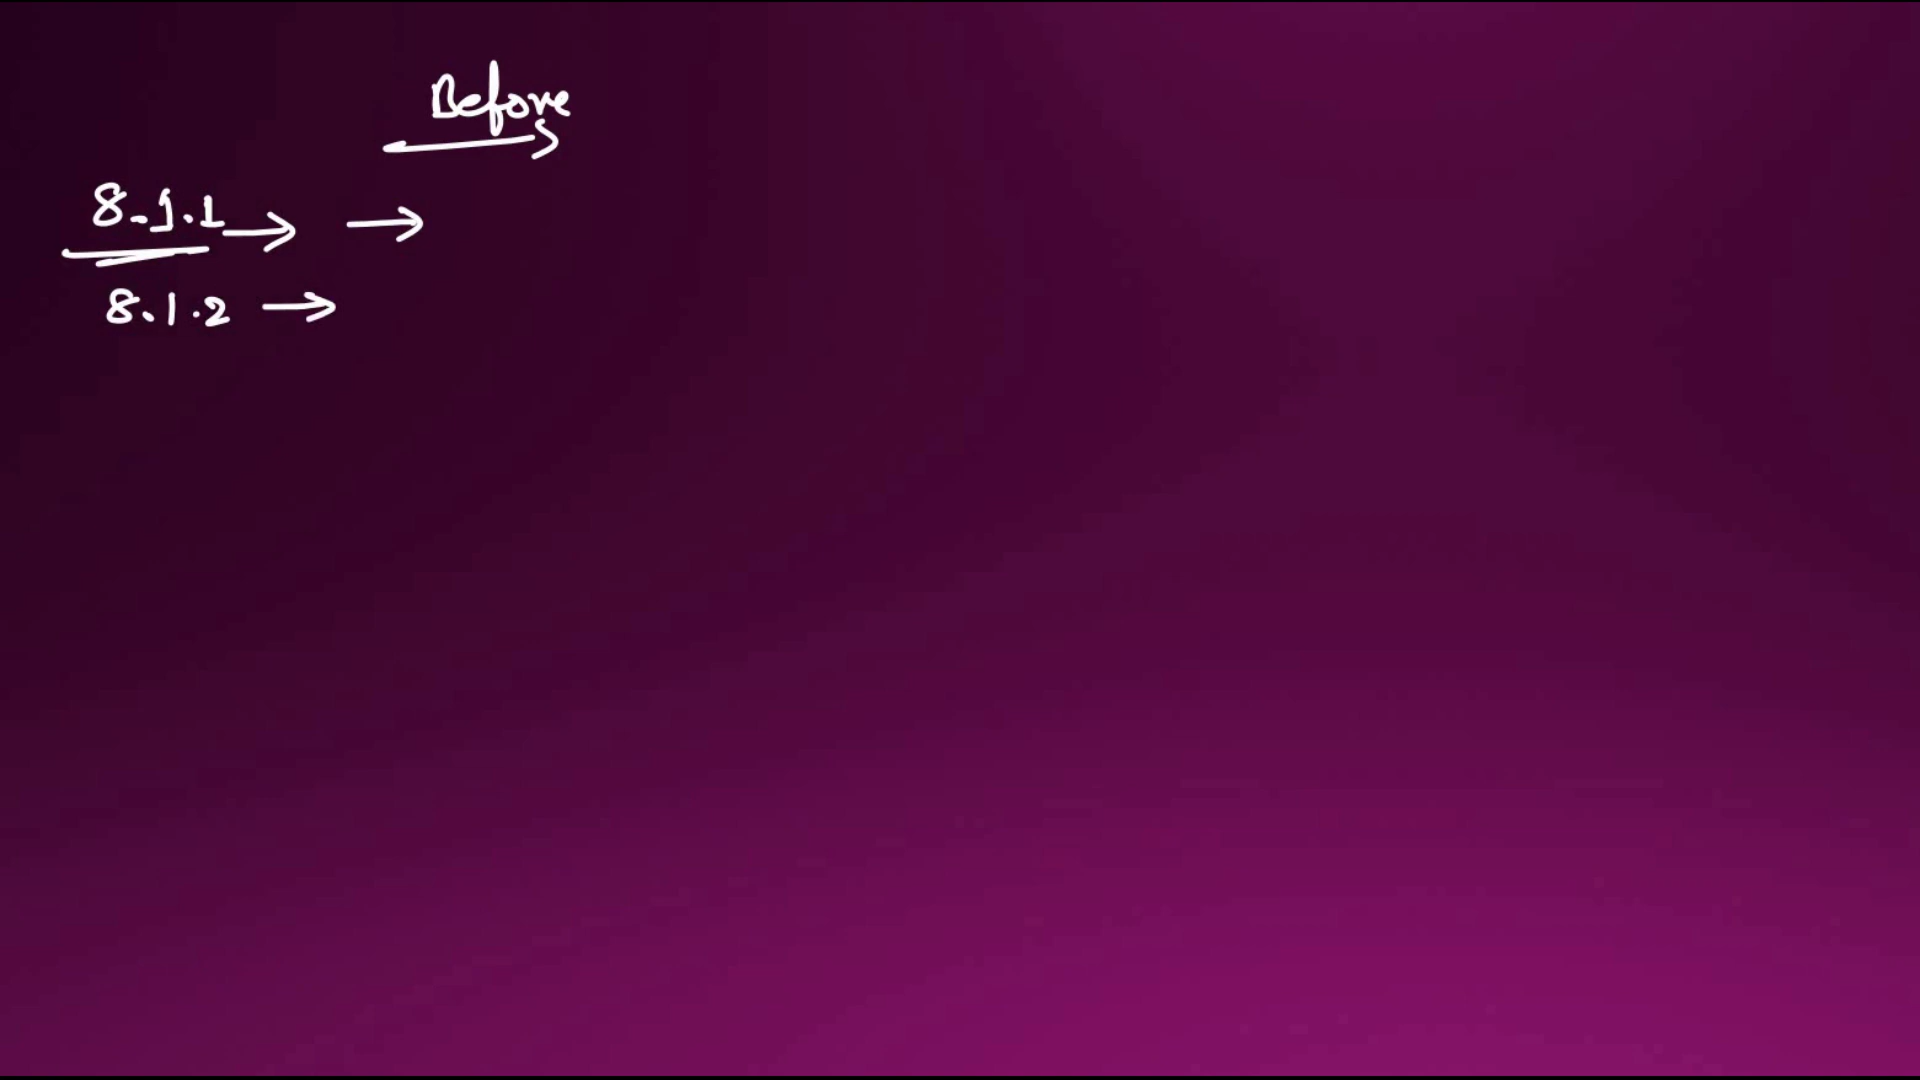 Before
8.1.1 → →
8.1.2 →